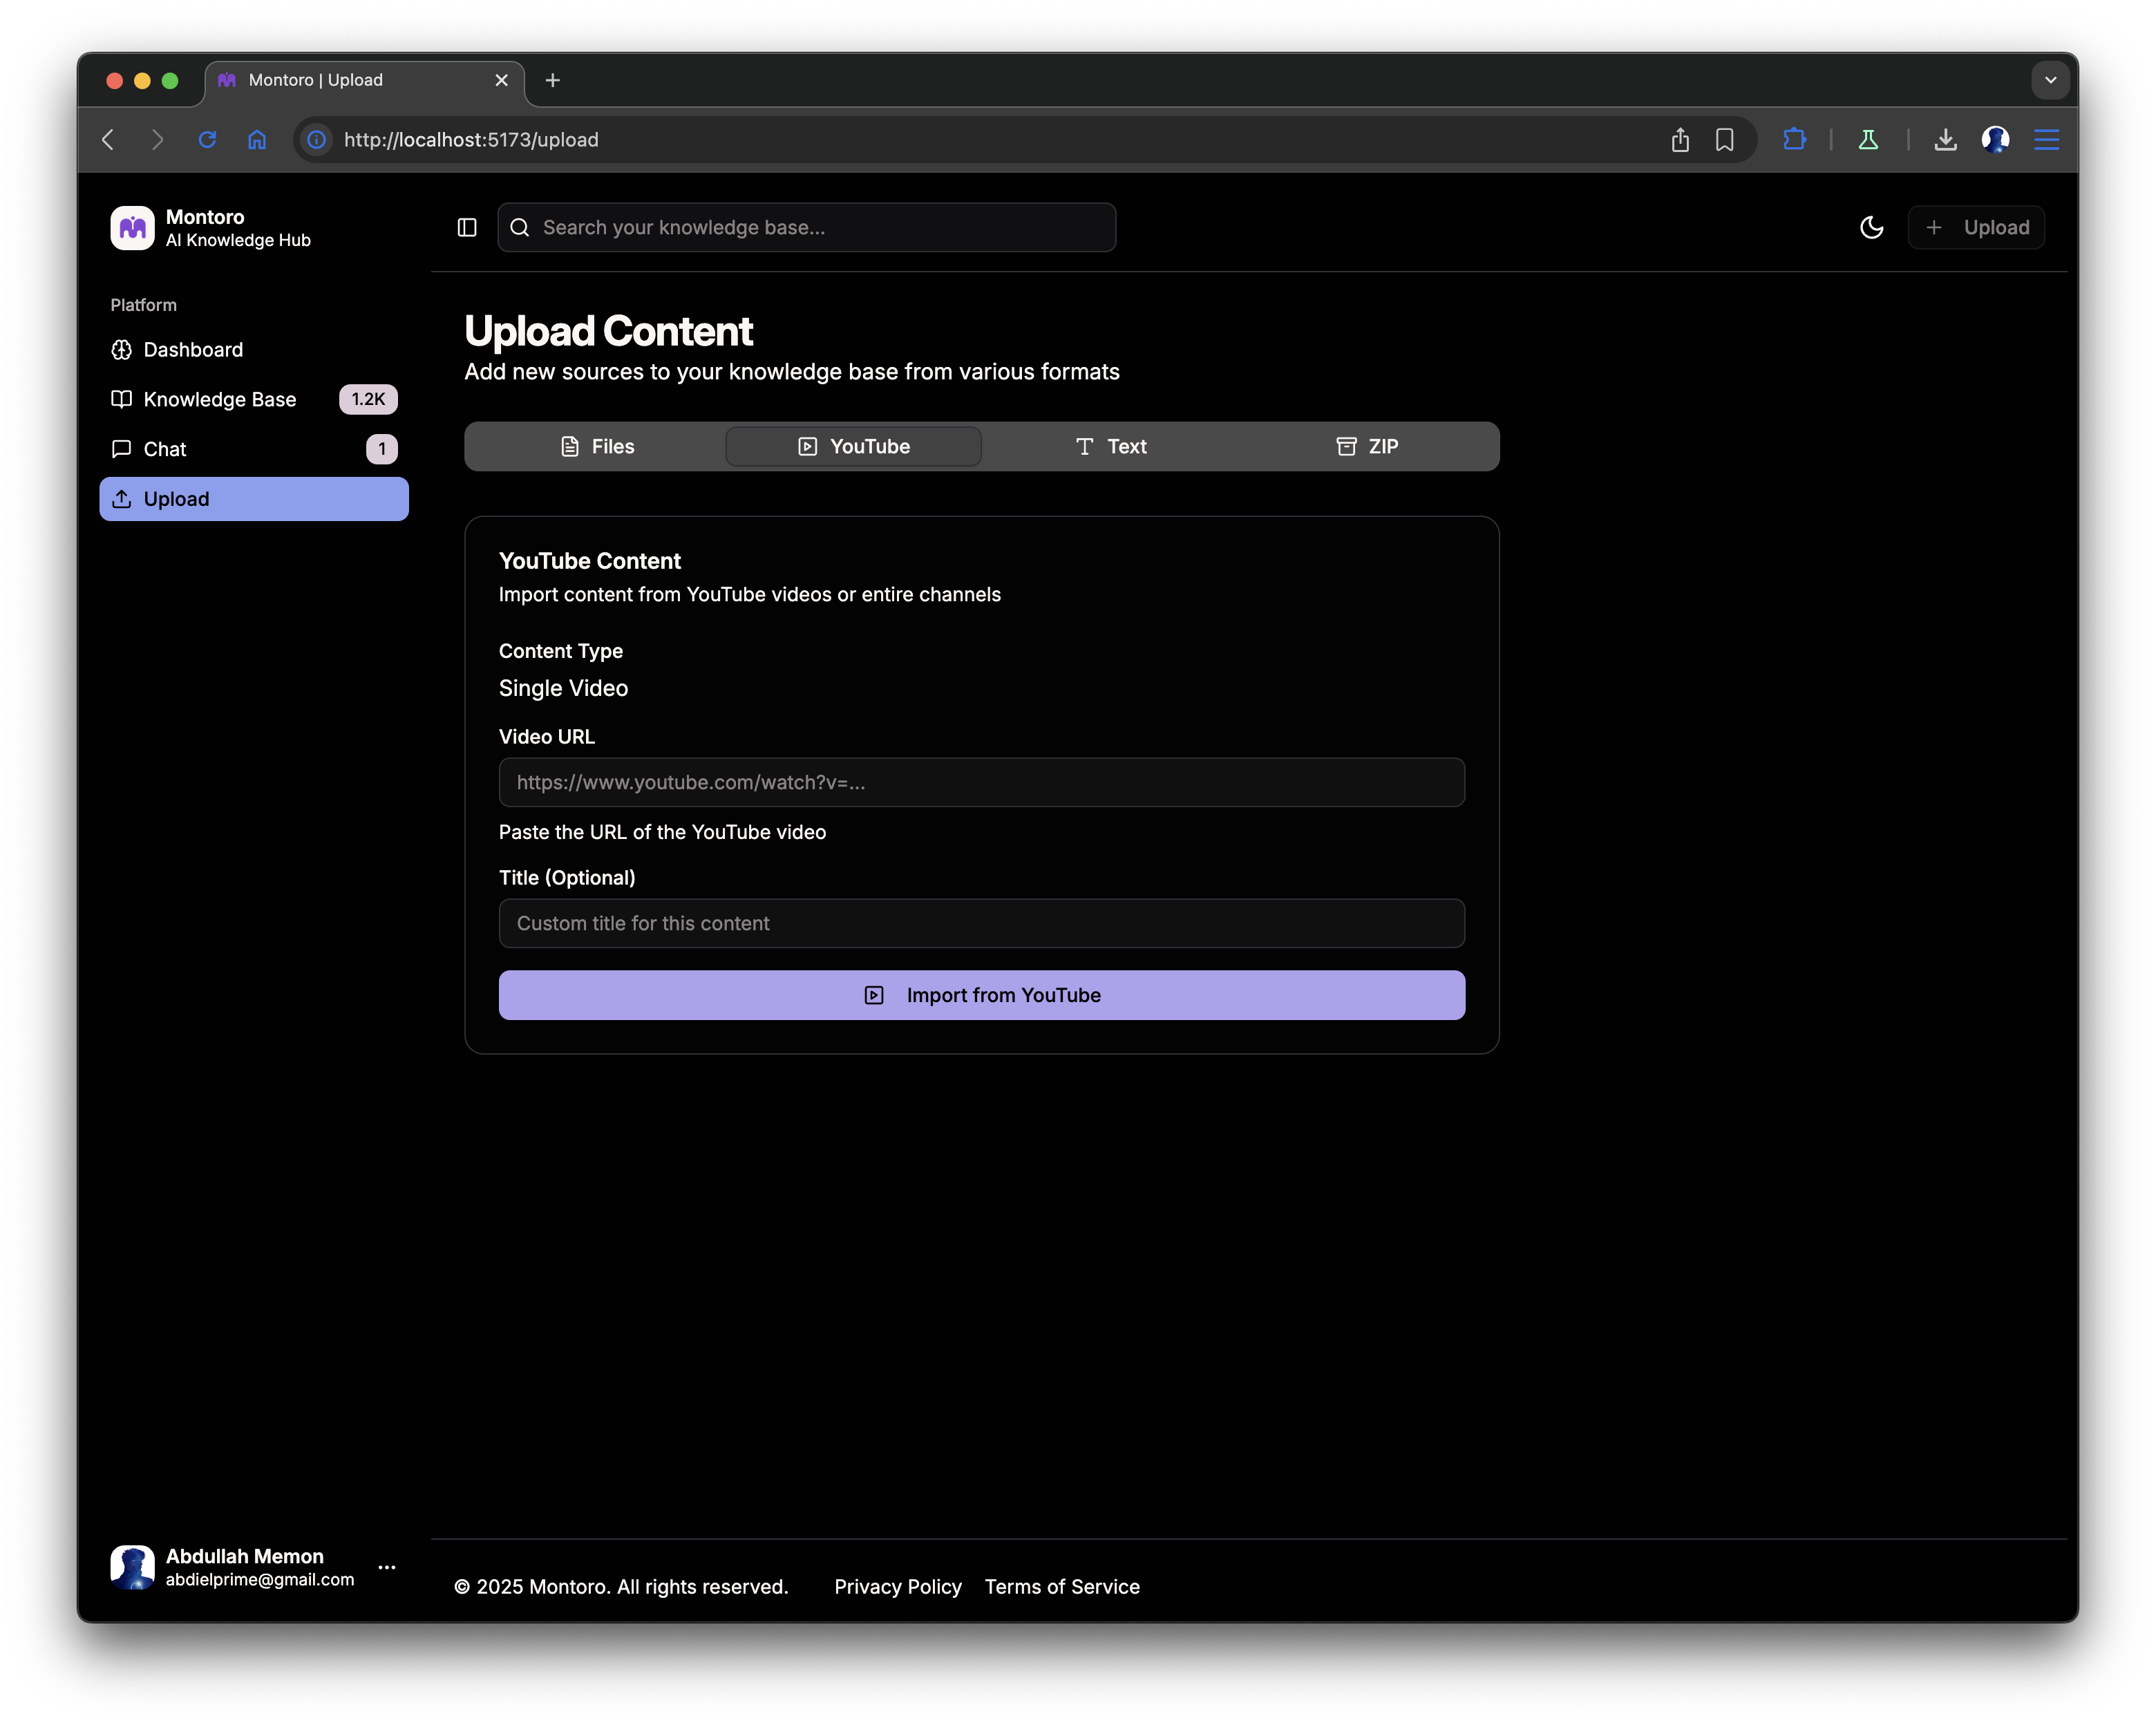 Montoro | Upload
http://localhost:5173/upload
Montoro
AI Knowledge Hub
Search your knowledge base...
Upload
Platform
Dashboard
Knowledge Base 1.2K
Chat 1
Upload
Upload Content
Add new sources to your knowledge base from various formats
Files YouTube Text ZIP
YouTube Content
Import content from YouTube videos or entire channels
Content Type
Single Video
Video URL
https://www.youtube.com/watch?v=...
Paste the URL of the YouTube video
Title (Optional)
Custom title for this content
Import from YouTube
Abdullah Memon
abdielprime@gmail.com
© 2025 Montoro. All rights reserved. Privacy Policy Terms of Service